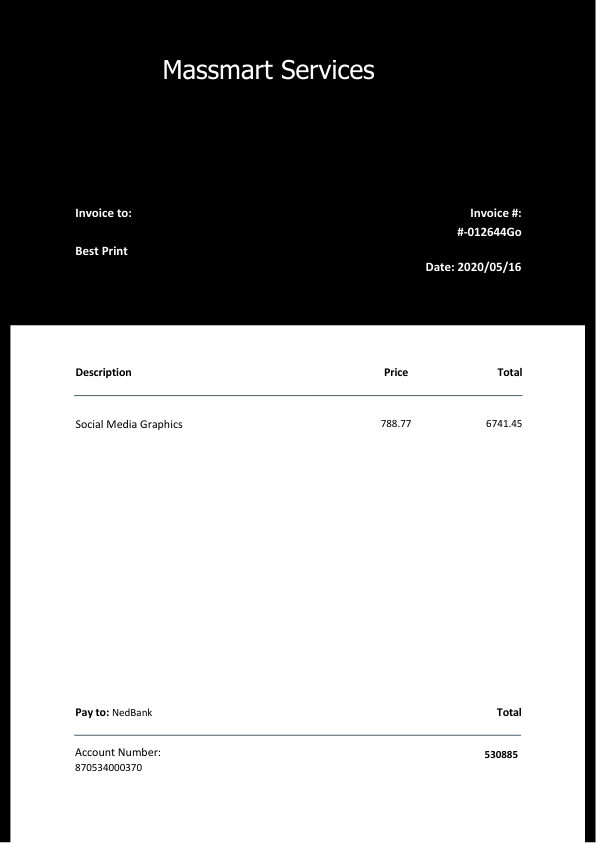 Massmart Services
Invoice to:
Invoice #:
#-012644Go
Best Print
Date: 2020/05/16
Description Price Total
Social Media Graphics 788.77 6741.45
Pay to: NedBank Total
Account Number: 530885
870534000370